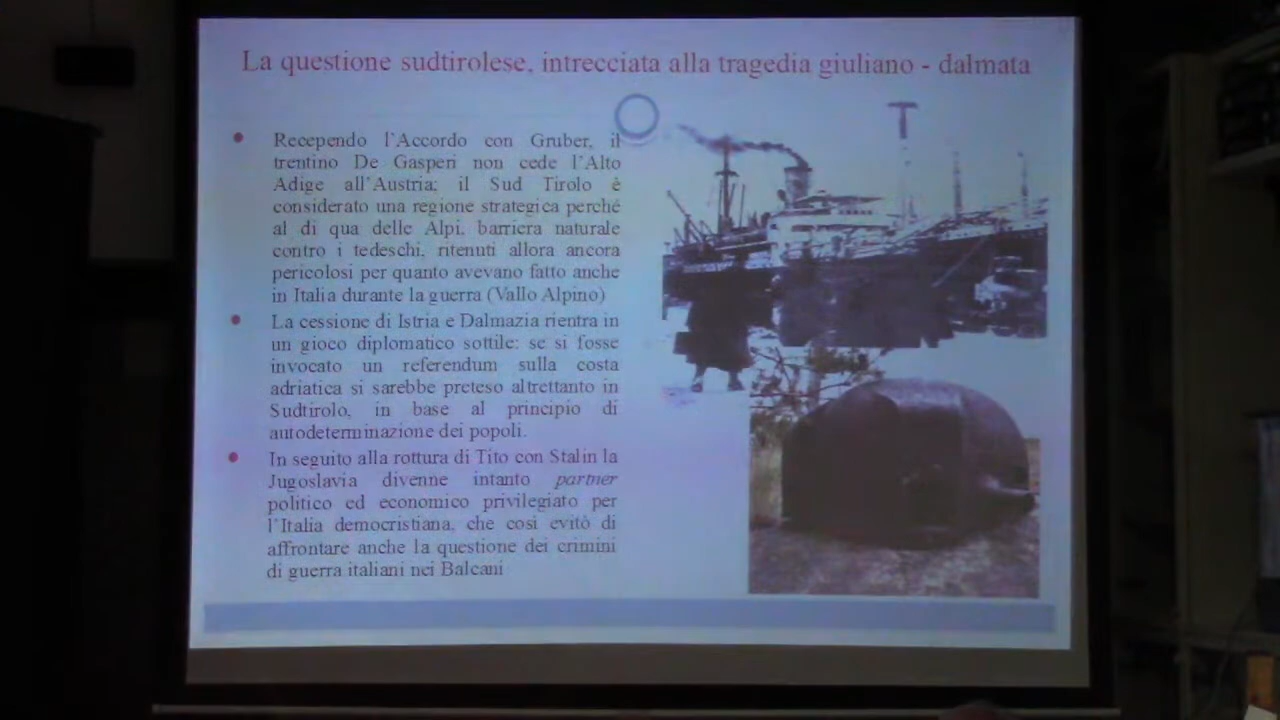 La questione sudtirolese, intrecciata alla tragedia giuliano - dalmata
Recependo l'Accordo con Gruber, il
trentino De Gasperi non cede l'Alto
Adige all'Austria: il Sud Tirolo è
considerato una regione strategica perché
al di qua delle Alpi, barriera naturale
contro i tedeschi, ritenuti allora ancora
pericolosi per quanto avevano fatto anche
in Italia durante la guerra (Vallo Alpino)
La cessione di Istria e Dalmazia rientra in
un gioco diplomatico sottile: se si fosse
invocato un referendum sulla costa
adriatica si sarebbe preteso altrettanto in
Sudtirolo, in base al principio di
autodeterminazione dei popoli.
In seguito alla rottura di Tito con Stalin la
Jugoslavia divenne intanto partner
politico ed economico privilegiato per
l'Italia democristiana, che così evitò di
affrontare anche la questione dei crimini
di guerra italiani nei Balcani